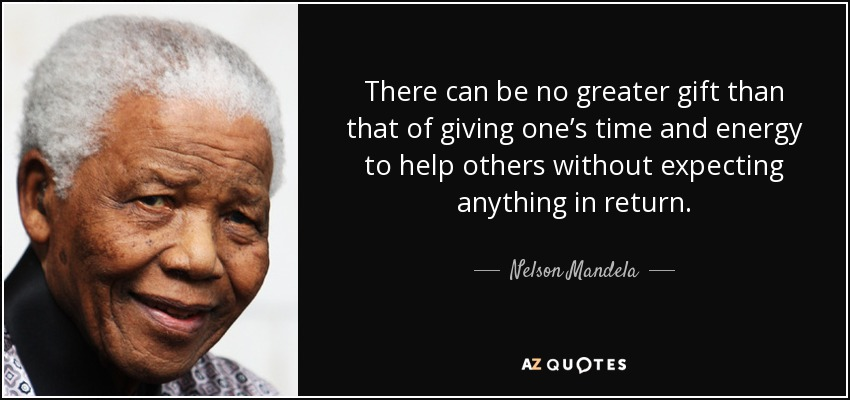 There can be no greater gift than
that of giving one’s time and energy
to help others without expecting
anything in return.
Nelson Mandela
AZ QUOTES